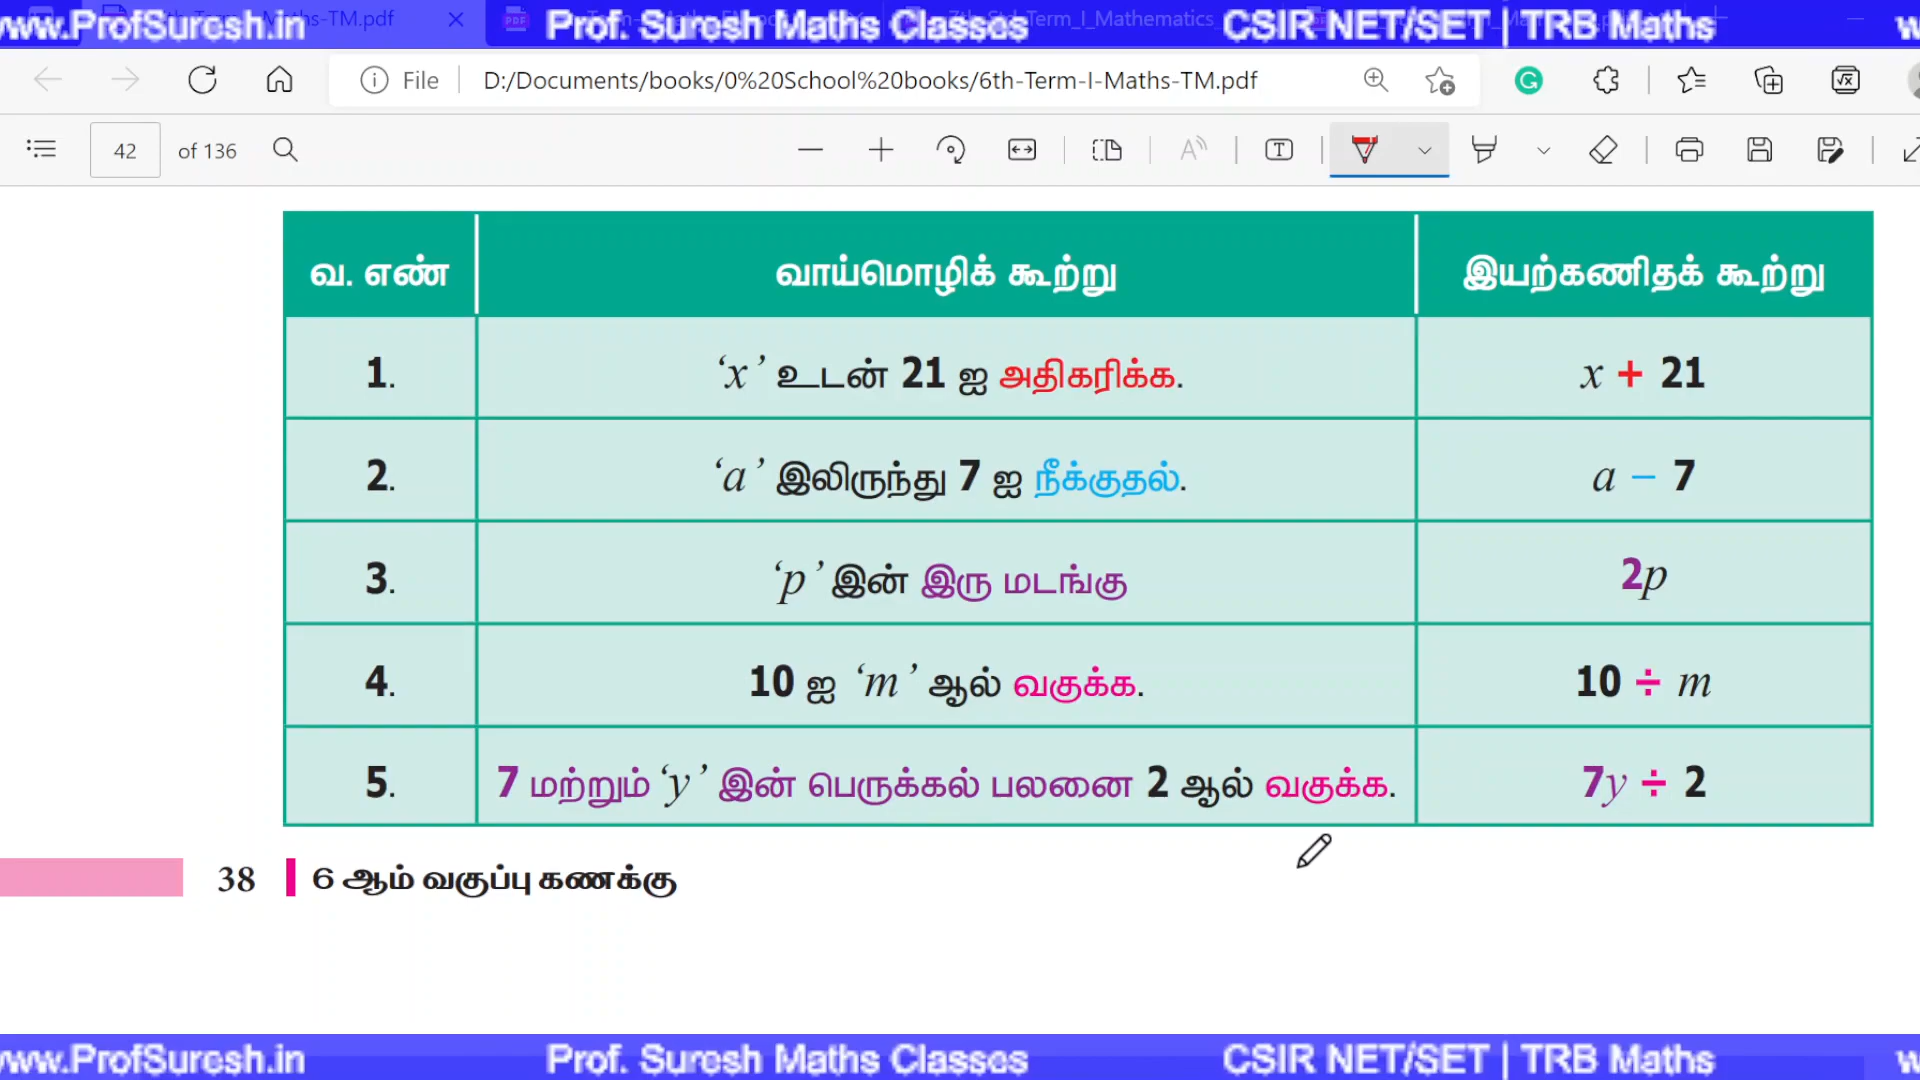 www.ProfSuresh.in Prof. Suresh Maths Classes CSIR NET/SET | TRB Maths
File D:/Documents/books/0%20School%20books/6th-Term-I-Maths-TM.pdf
42 of 136
வ. எண் வாய்மொழிக் கூற்று இயற்கணிதக் கூற்று
1. ‘x’ உடன் 21 ஐ அதிகரிக்க. x + 21
2. ‘a’ இலிருந்து 7 ஐ நீக்குதல். a – 7
3. ‘p’ இன் இரு மடங்கு 2p
4. 10 ஐ ‘m’ ஆல் வகுக்க. 10 ÷ m
5. 7 மற்றும் ‘y’ இன் பெருக்கல் பலனை 2 ஆல் வகுக்க. 7y ÷ 2
38 6 ஆம் வகுப்பு கணக்கு
www.ProfSuresh.in Prof. Suresh Maths Classes CSIR NET/SET | TRB Maths